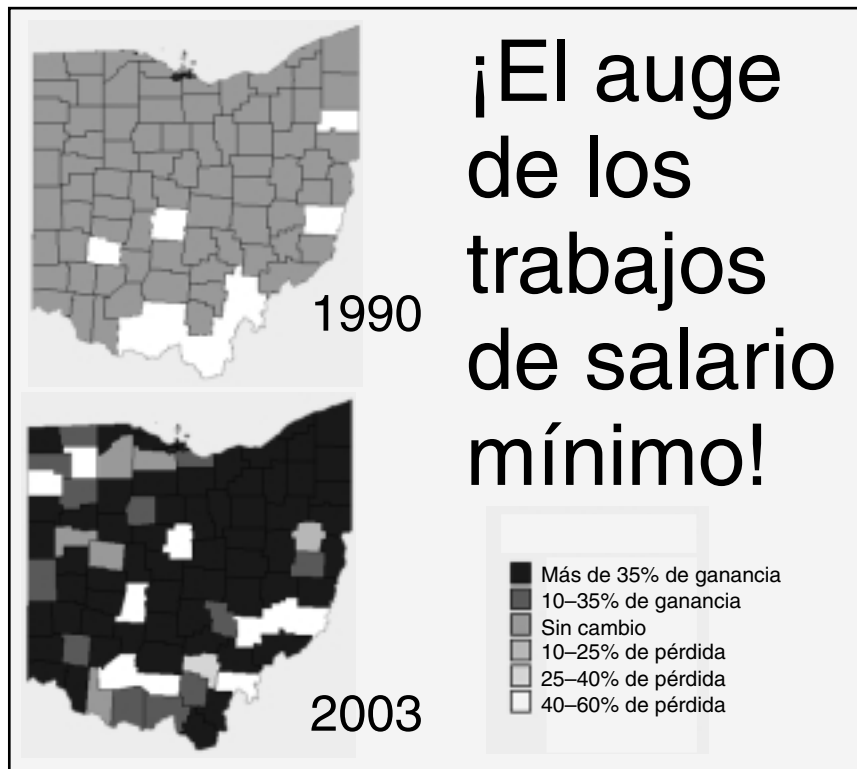 ¡El auge
de los
trabajos
de salario
mínimo!
1990
2003
Más de 35% de ganancia
10–35% de ganancia
Sin cambio
10–25% de pérdida
25–40% de pérdida
40–60% de pérdida